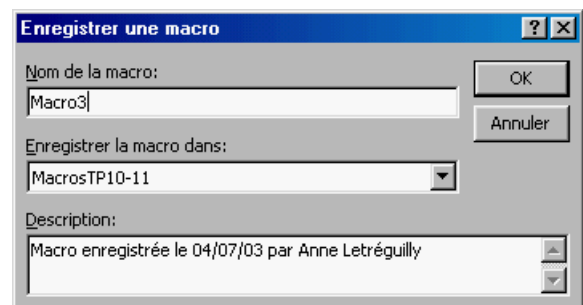 Enregistrer une macro
Nom de la macro:
OK
Macro3
Annuler
Enregistrer la macro dans:
MacrosTP10-11
Description:
Macro enregistrée le 04/07/03 par Anne Letréguilly